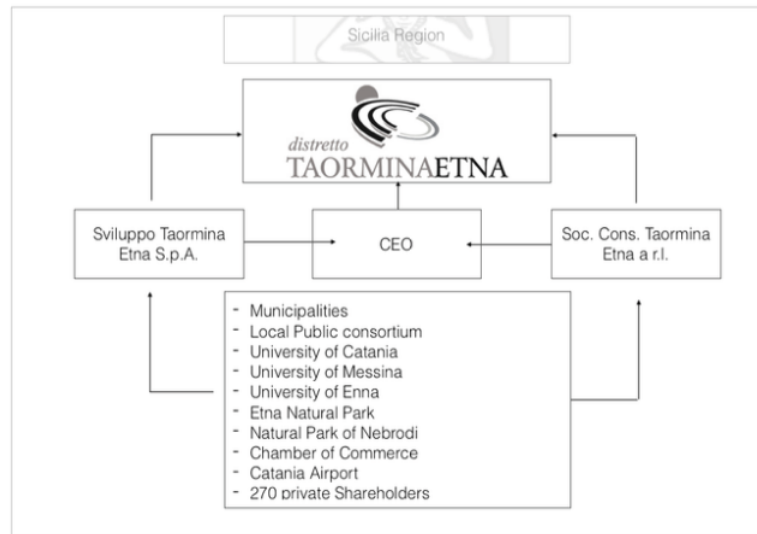 Sicilia Region
distretto
TAORMINAETNA
Sviluppo Taormina
Etna S.p.A.
CEO
Soc. Cons. Taormina
Etna a r.l.
- Municipalities
- Local Public consortium
- University of Catania
- University of Messina
- University of Enna
- Etna Natural Park
- Natural Park of Nebrodi
- Chamber of Commerce
- Catania Airport
- 270 private Shareholders